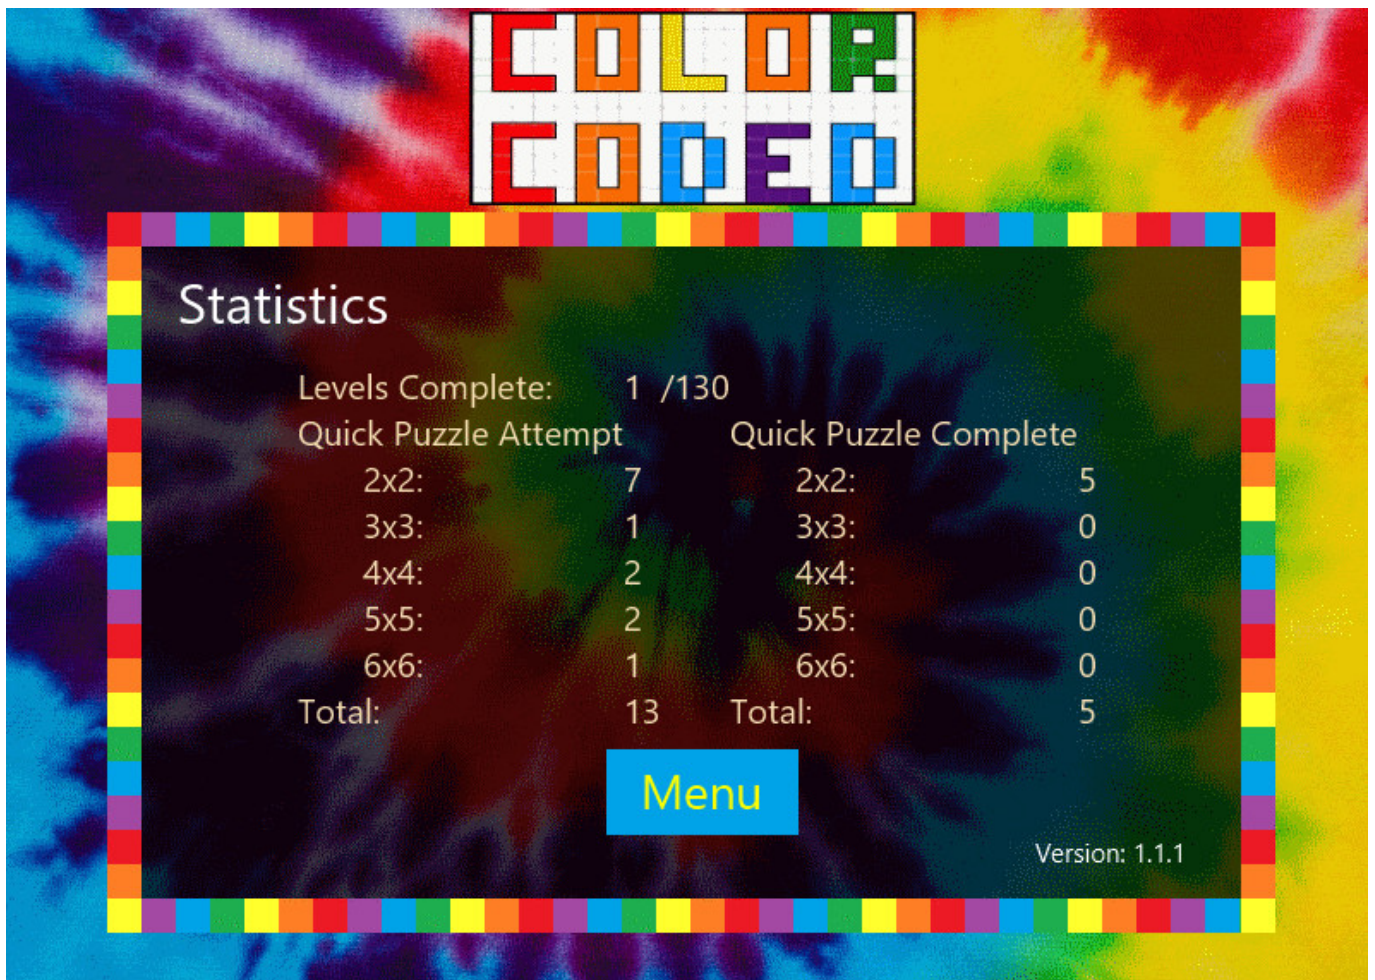 COLOR
CODED
Statistics
Levels Complete: 1 /130
Quick Puzzle Attempt Quick Puzzle Complete
2x2: 7 2x2: 5
3x3: 1 3x3: 0
4x4: 2 4x4: 0
5x5: 2 5x5: 0
6x6: 1 6x6: 0
Total: 13 Total: 5
Menu
Version: 1.1.1